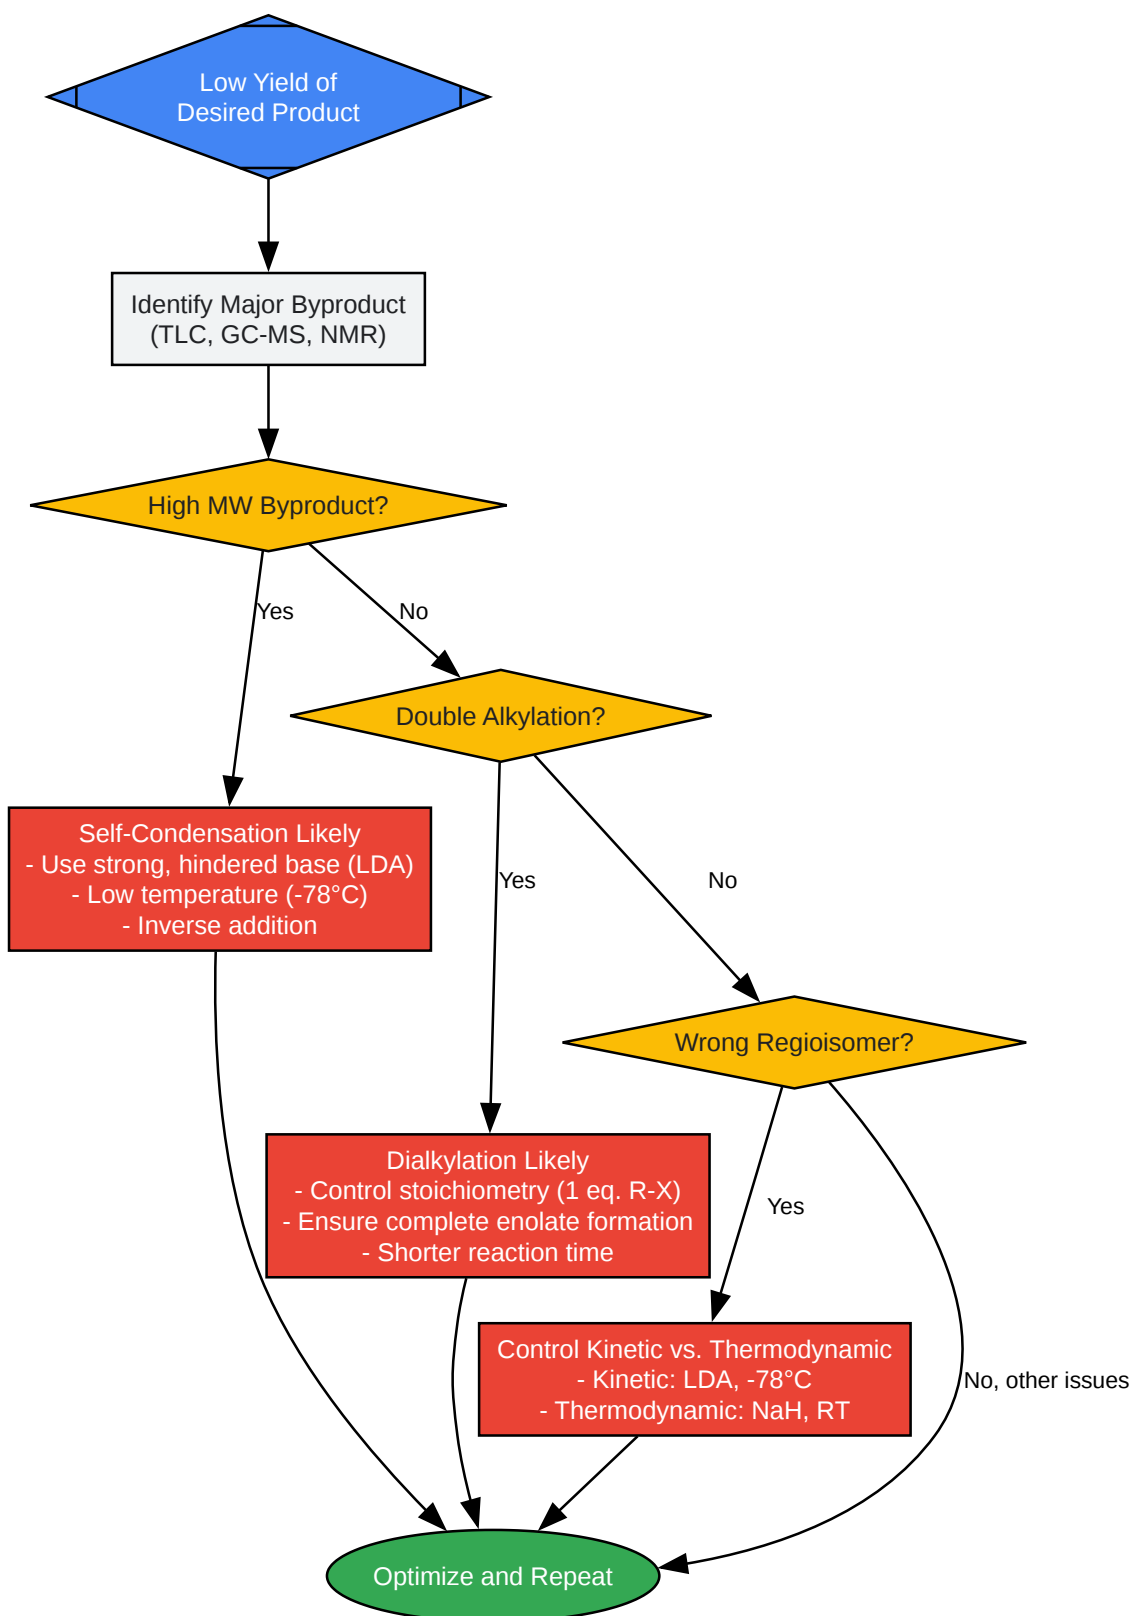 Low Yield of
Desired Product
Identify Major Byproduct
(TLC, GC-MS, NMR)
High MW Byproduct?
Yes
No
Double Alkylation?
Self-Condensation Likely
- Use strong, hindered base (LDA)
- Low temperature (-78°C)
- Inverse addition
Yes
No
Wrong Regioisomer?
Dialkylation Likely
- Control stoichiometry (1 eq. R-X)
- Ensure complete enolate formation
- Shorter reaction time
Yes
Control Kinetic vs. Thermodynamic
- Kinetic: LDA, -78°C
- Thermodynamic: NaH, RT
No, other issues
Optimize and Repeat